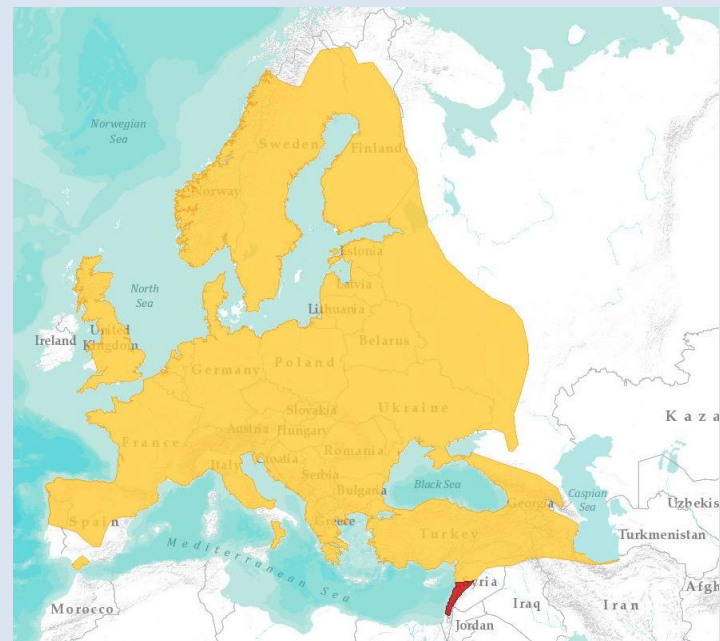 Norwegian
Sea
Sweden
Finland
Norway
Estonia
North
Sea
Latvia
Lithuania
Ireland
United
Kingdom
Belarus
Germany
Poland
Ukraine
Slovakia
Austria
Hungary
France
Romania
Italy
Croatia
Serbia
Kaza
Black Sea
Bulgaria
Caspian
Sea
Georgia
Uzbekis
Spain
Greece
Turkey
Turkmenistan
Mediterranean Sea
Syria
Afgh
Iraq
Iran
Morocco
Jordan